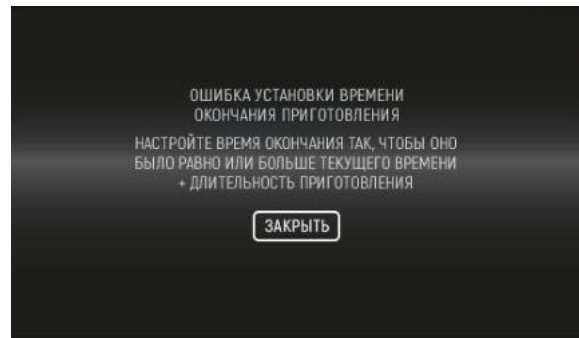 ОШИБКА УСТАНОВКИ ВРЕМЕНИ
ОКОНЧАНИЯ ПРИГОТОВЛЕНИЯ
НАСТРОЙТЕ ВРЕМЯ ОКОНЧАНИЯ ТАК, ЧТОБЫ ОНО
БЫЛО РАВНО ИЛИ БОЛЬШЕ ТЕКУЩЕГО ВРЕМЕНИ
+ ДЛИТЕЛЬНОСТЬ ПРИГОТОВЛЕНИЯ
ЗАКРЫТЬ